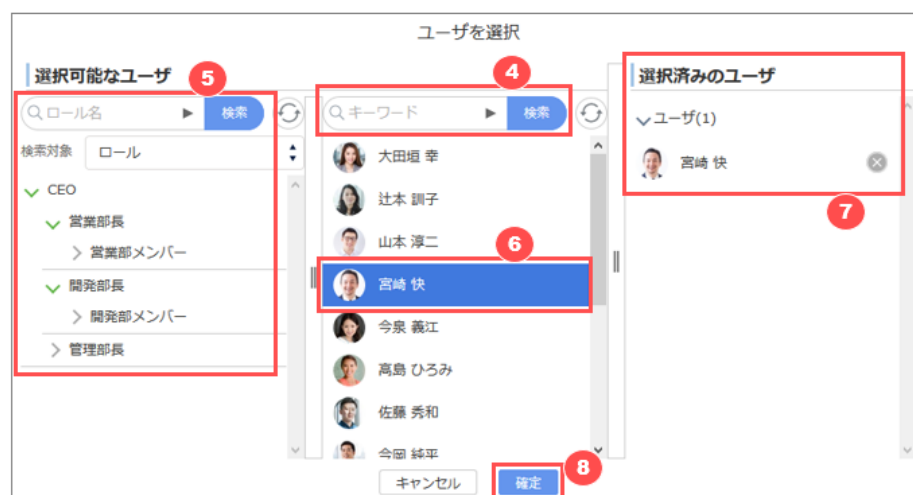 ユーザを選択
選択可能なユーザ
5
ロール名
検索
検索対象
ロール
CEO
営業部長
営業部メンバー
開発部長
開発部メンバー
管理部長
4
キーワード
検索
大田垣 幸
辻本 訓子
山本 淳二
6
宮崎 快
今泉 義江
高島 ひろみ
佐藤 秀和
今岡 純平
選択済みのユーザ
ユーザ(1)
宮崎 快
7
キャンセル
確定
8